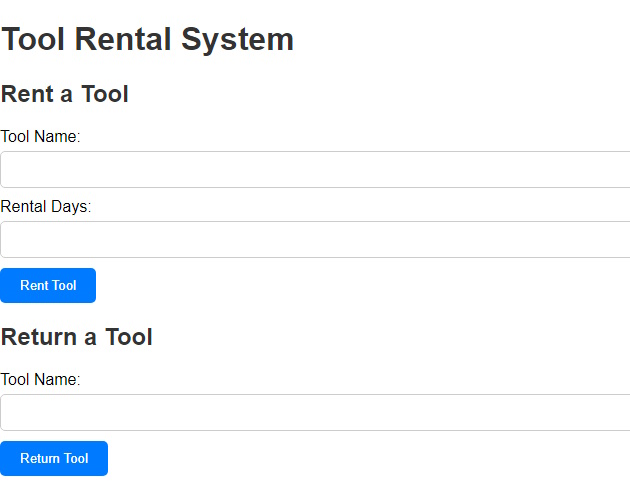 Tool Rental System
Rent a Tool
Tool Name:
Rental Days:
Rent Tool
Return a Tool
Tool Name:
Return Tool